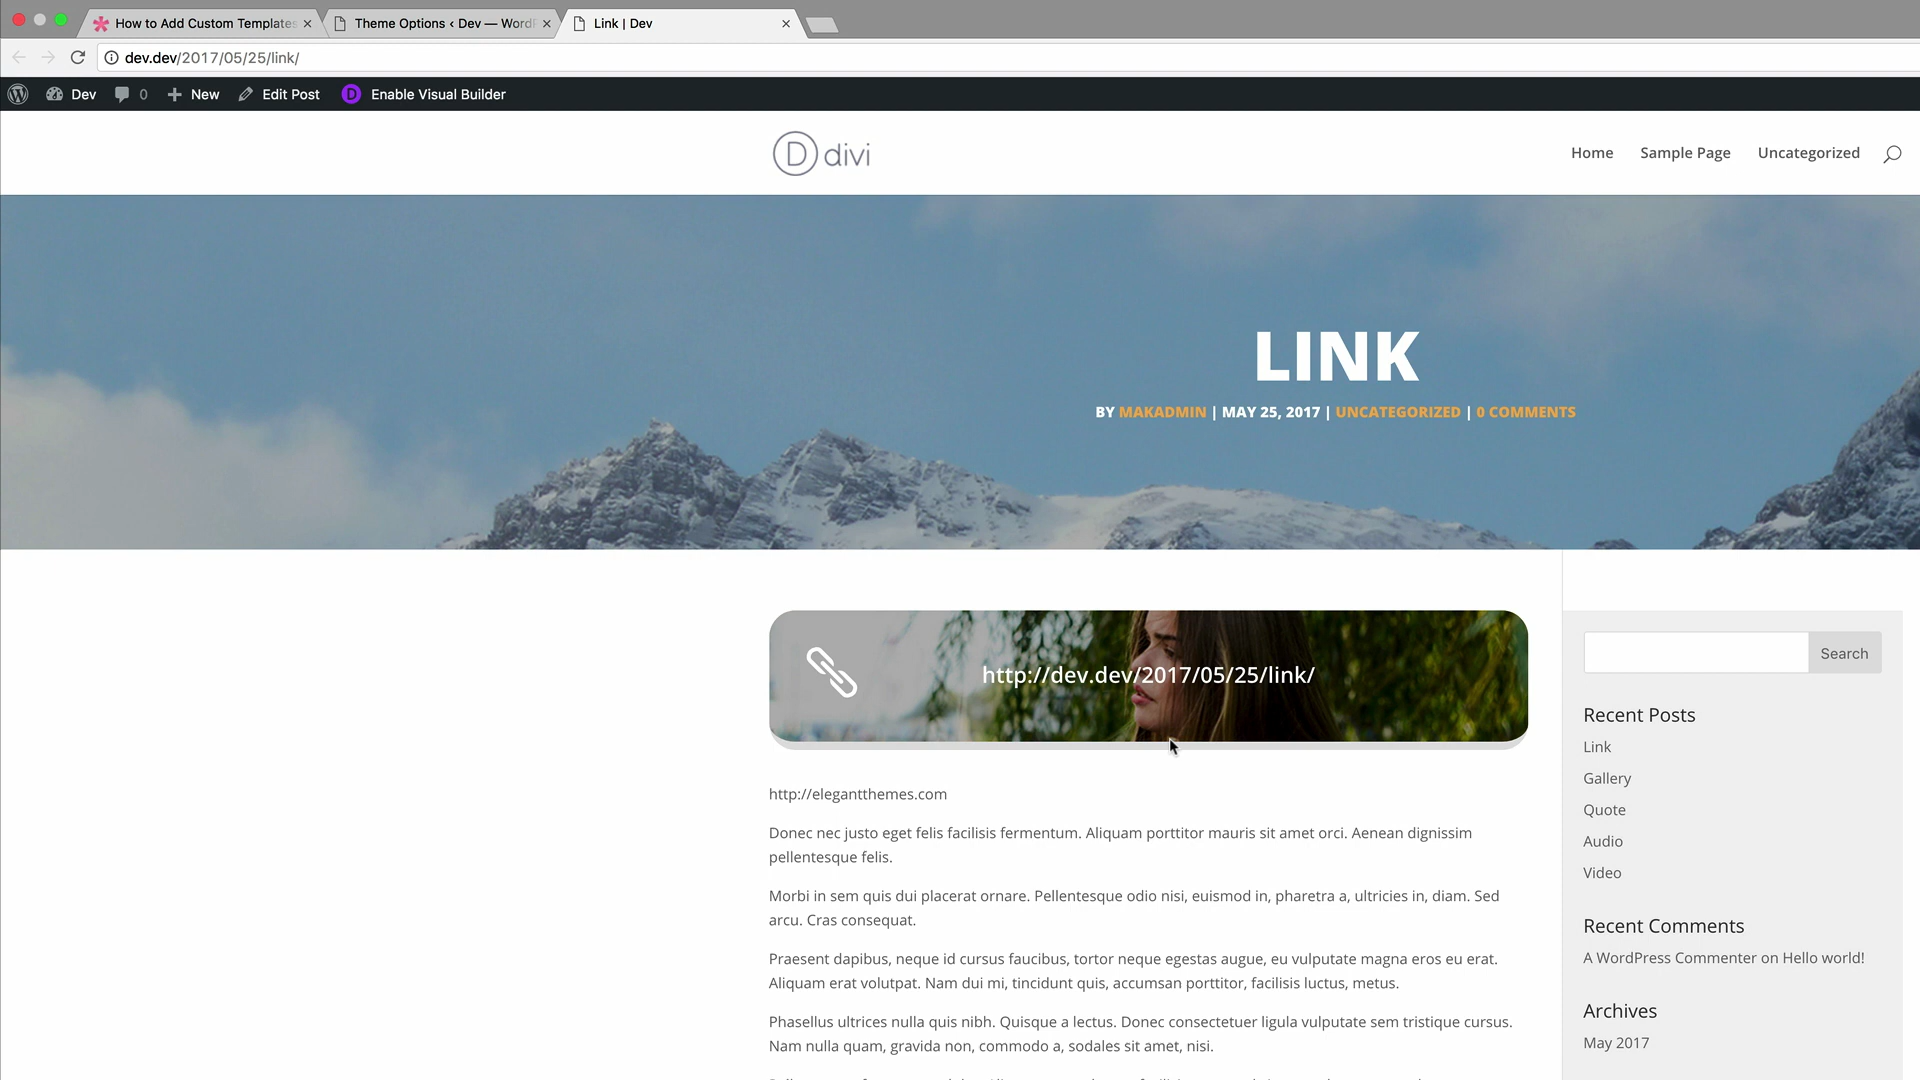 How to Add Custom Templates
Theme Options ‹ Dev — WordP
Link | Dev
dev.dev/2017/05/25/link/
Dev
0
New
Edit Post
Enable Visual Builder
D divi
Home
Sample Page
Uncategorized
LINK
BY MAKADMIN | MAY 25, 2017 | UNCATEGORIZED | 0 COMMENTS
http://dev.dev/2017/05/25/link/
http://elegantthemes.com
Donec nec justo eget felis facilisis fermentum. Aliquam porttitor mauris sit amet orci. Aenean dignissim
pellentesque felis.
Morbi in sem quis dui placerat ornare. Pellentesque odio nisi, euismod in, pharetra a, ultricies in, diam. Sed
arcu. Cras consequat.
Praesent dapibus, neque id cursus faucibus, tortor neque egestas augue, eu vulputate magna eros eu erat.
Aliquam erat volutpat. Nam dui mi, tincidunt quis, accumsan porttitor, facilisis luctus, metus.
Phasellus ultrices nulla quis nibh. Quisque a lectus. Donec consectetuer ligula vulputate sem tristique cursus.
Nam nulla quam, gravida non, commodo a, sodales sit amet, nisi.
Search
Recent Posts
Link
Gallery
Quote
Audio
Video
Recent Comments
A WordPress Commenter on Hello world!
Archives
May 2017